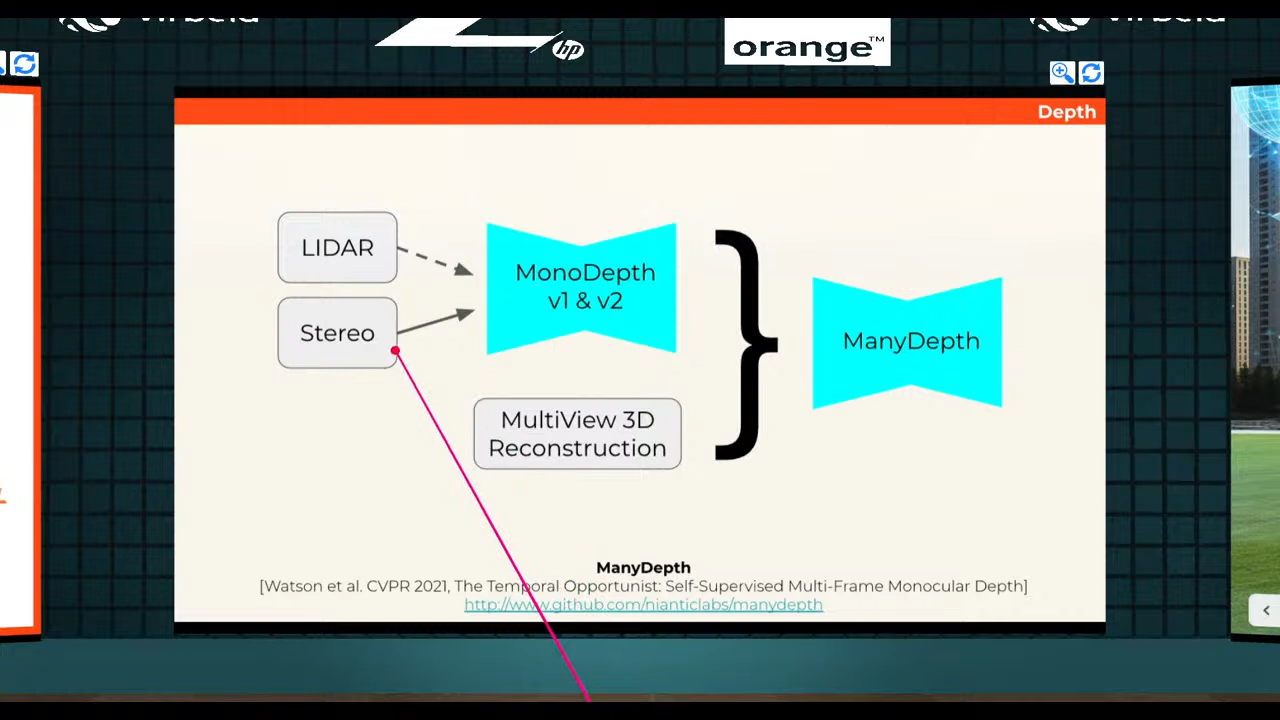 hp
orange™
Depth
LIDAR
Stereo
MonoDepth
v1 & v2
MultiView 3D
Reconstruction
ManyDepth
ManyDepth
[Watson et al. CVPR 2021, The Temporal Opportunist: Self-Supervised Multi-Frame Monocular Depth]
http://www.github.com/nianticlabs/manydepth